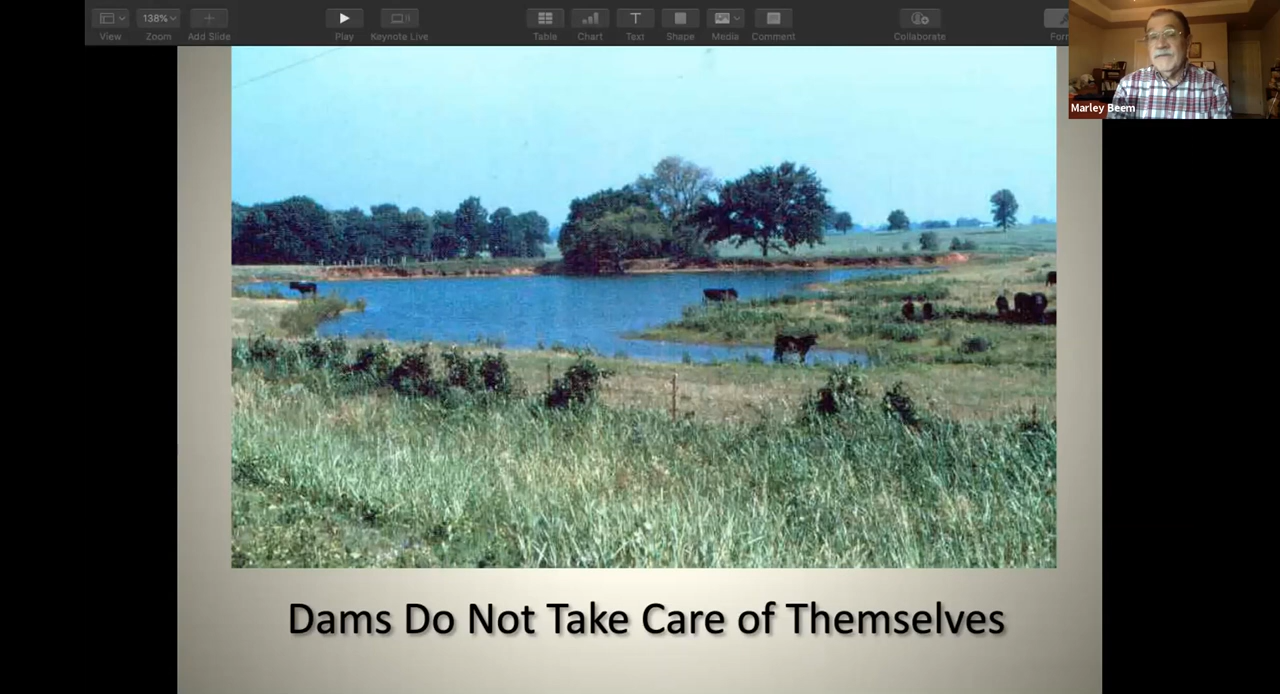 138%
View
Zoom
Add Slide
Play
Keynote Live
Table
Chart
Text
Shape
Media
Comment
Collaborate
Marley Beem
Dams Do Not Take Care of Themselves